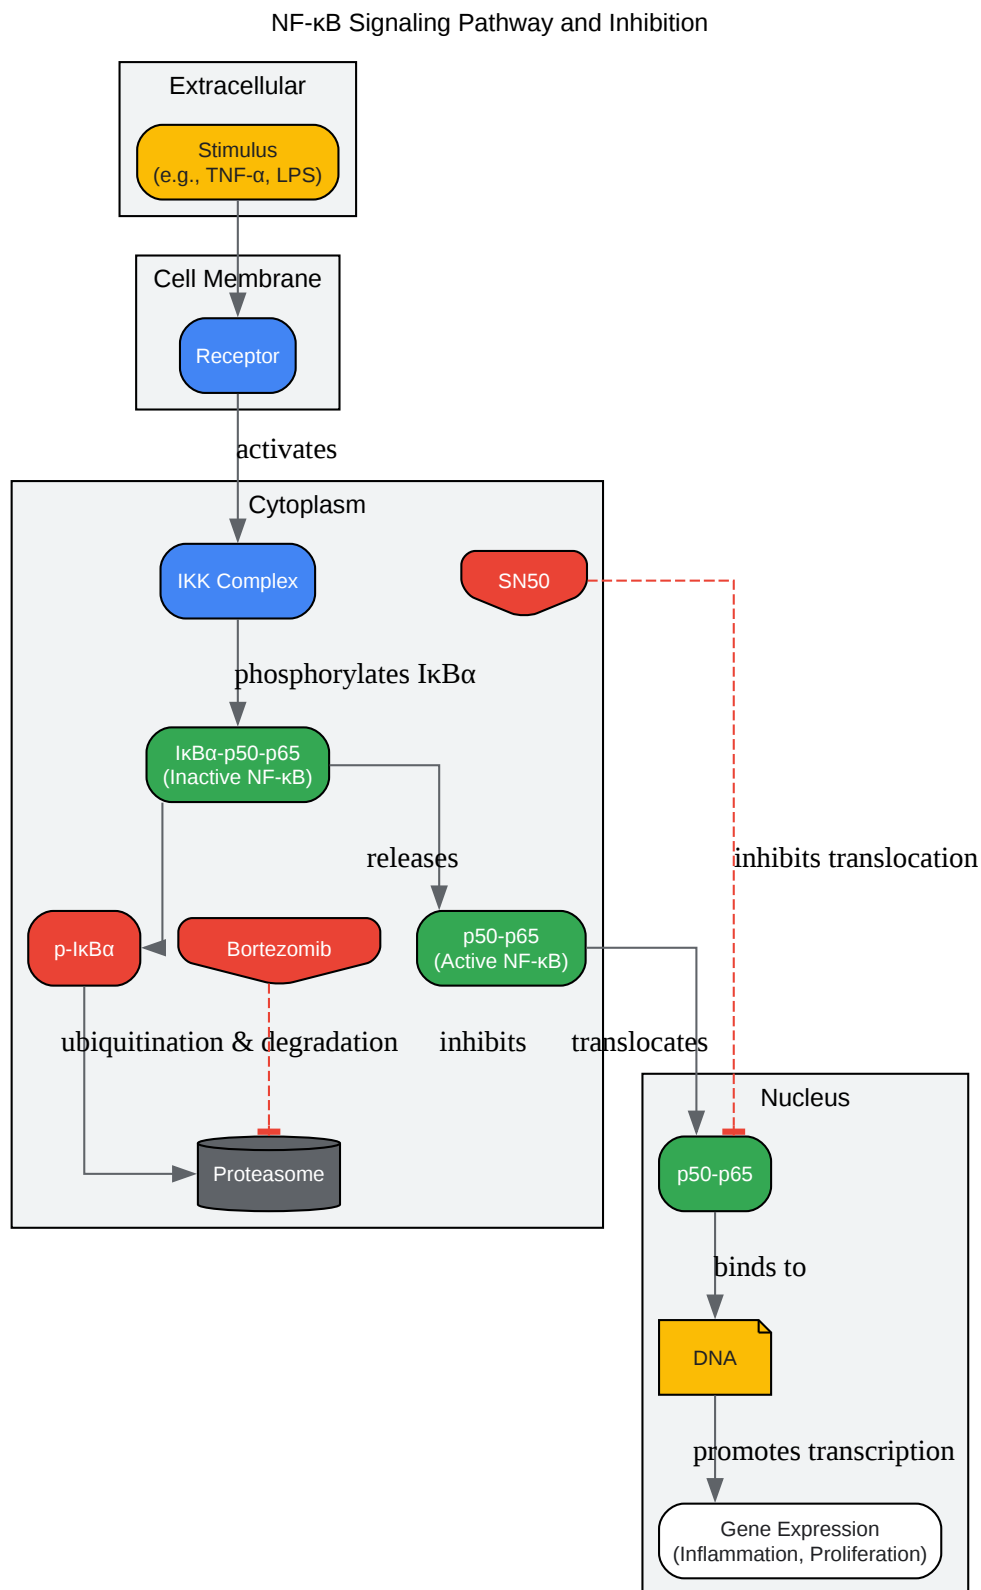 NF-κB Signaling Pathway and Inhibition
Extracellular
Stimulus
(e.g., TNF-α, LPS)
Cell Membrane
Receptor
activates
Cytoplasm
IKK Complex
SN50
phosphorylates IκBα
IκBα-p50-p65
(Inactive NF-κB)
releases
inhibits translocation
p-IκBα
Bortezomib
p50-p65
(Active NF-κB)
ubiquitination & degradation
inhibits
translocates
Nucleus
Proteasome
p50-p65
binds to
DNA
promotes transcription
Gene Expression
(Inflammation, Proliferation)